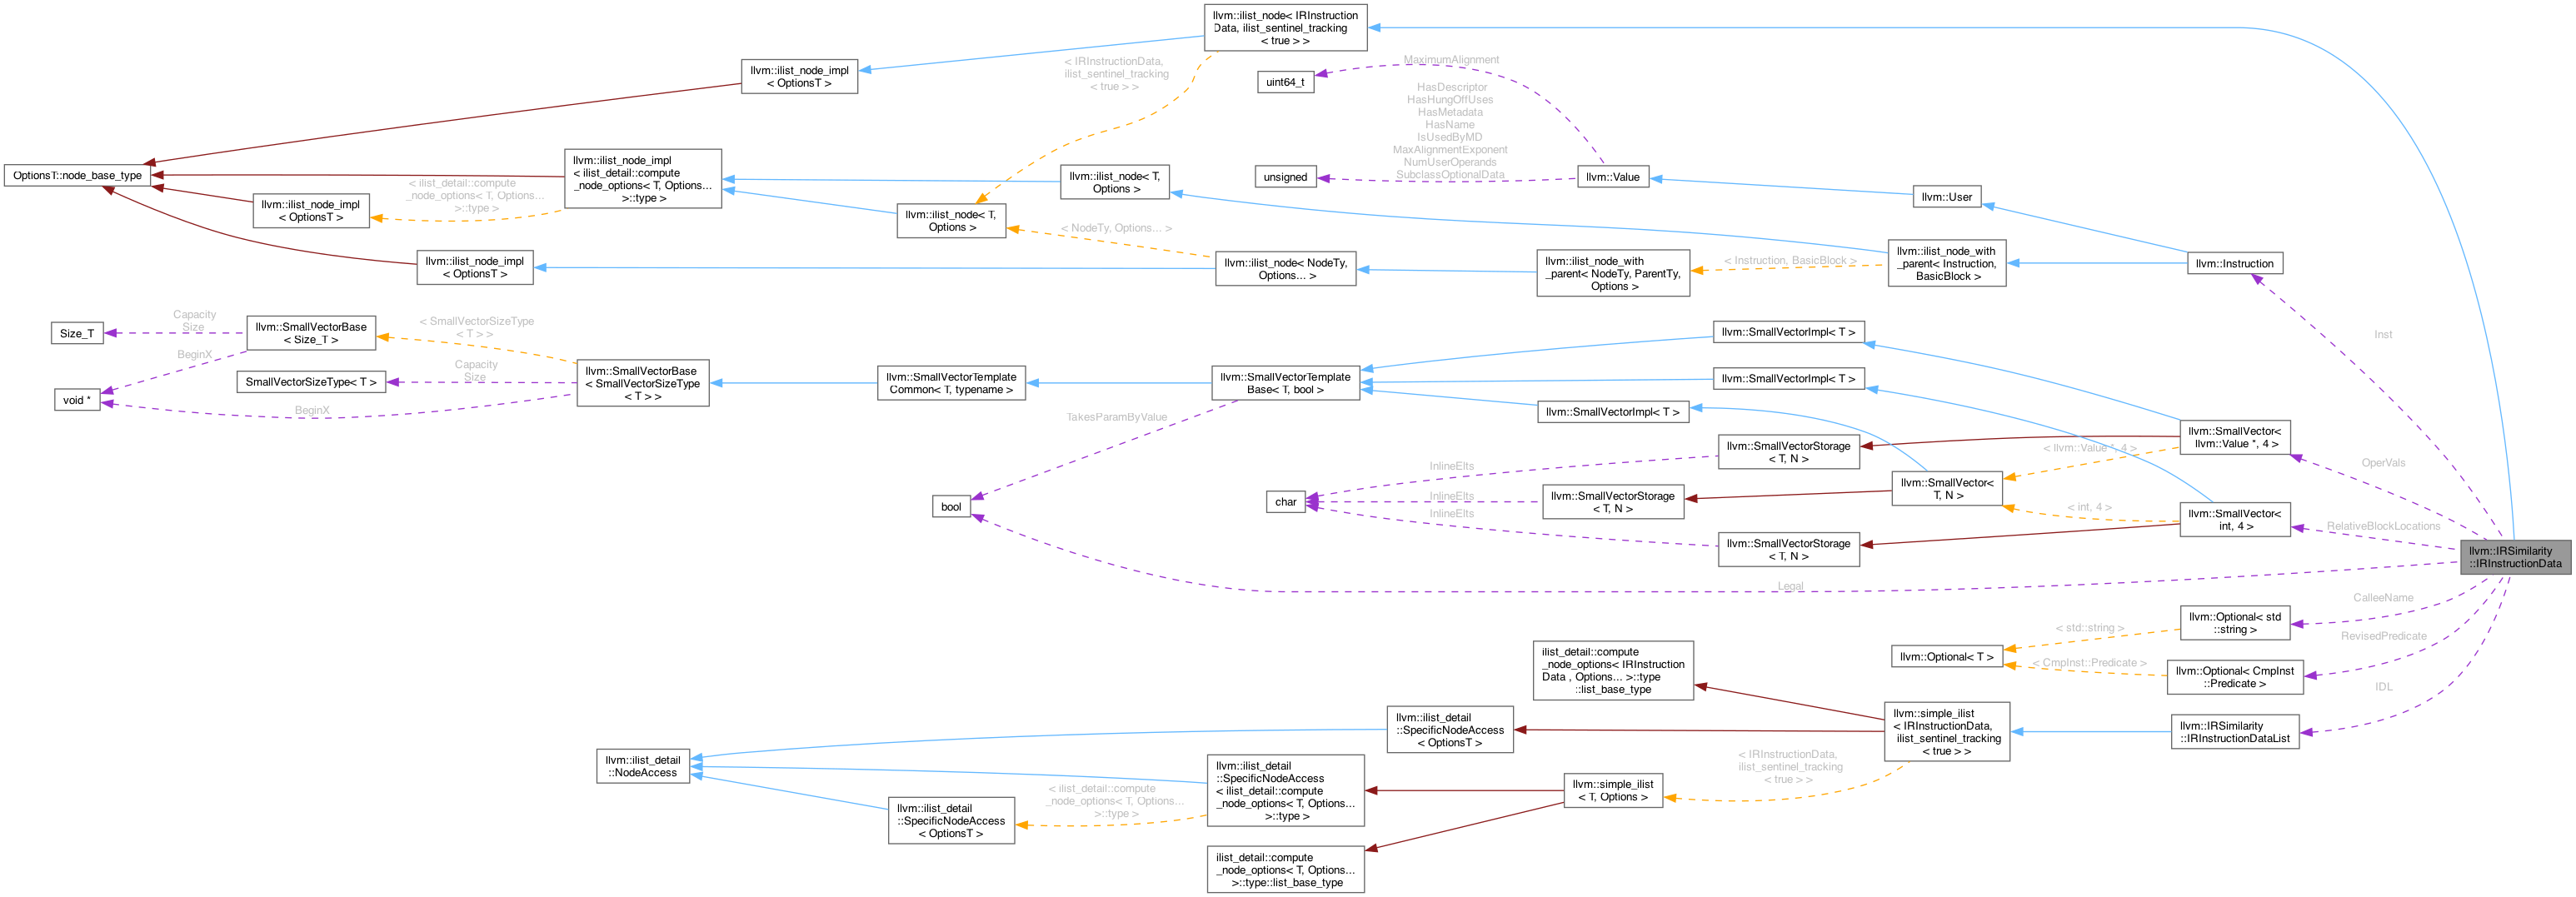 llvm::ilist_node< IRInstruction
Data, ilist_sentinel_tracking
< true > >
llvm::ilist_node_impl
< OptionsT >
< IRInstructionData,
ilist_sentinel_tracking
< true > >
uint64_t
MaximumAlignment
HasDescriptor
HasHungOffUses
HasMetadata
HasName
IsUsedByMD
MaxAlignmentExponent
NumUserOperands
SubclassOptionalData
OptionsT::node_base_type
llvm::ilist_node_impl
< ilist_detail::compute
_node_options< T, Options...
>::type >
< ilist_detail::compute
_node_options< T, Options...
>::type >
llvm::ilist_node_impl
< OptionsT >
llvm::ilist_node< T,
Options >
unsigned
llvm::Value
llvm::User
llvm::ilist_node< T,
Options >
< NodeTy, Options... >
llvm::ilist_node_impl
< OptionsT >
llvm::ilist_node< NodeTy,
Options... >
llvm::ilist_node_with
_parent< NodeTy, ParentTy,
Options >
< Instruction, BasicBlock >
llvm::ilist_node_with
_parent< Instruction,
BasicBlock >
llvm::Instruction
Size_T
Capacity
Size
llvm::SmallVectorBase
< Size_T >
< SmallVectorSizeType
< T > >
BeginX
void *
SmallVectorSizeType< T >
Capacity
Size
BeginX
llvm::SmallVectorBase
< SmallVectorSizeType
< T > >
llvm::SmallVectorTemplate
Common< T, typename >
llvm::SmallVectorTemplate
Base< T, bool >
llvm::SmallVectorImpl< T >
llvm::SmallVectorImpl< T >
llvm::SmallVectorImpl< T >
Inst
TakesParamByValue
llvm::SmallVectorStorage
< T, N >
< llvm::Value *, 4 >
llvm::SmallVector<
llvm::Value *, 4 >
OperVals
InlineElts
bool
char
InlineElts
InlineElts
llvm::SmallVectorStorage
< T, N >
llvm::SmallVector<
T, N >
< int, 4 >
llvm::SmallVector<
int, 4 >
RelativeBlockLocations
llvm::SmallVectorStorage
< T, N >
llvm::IRSimilarity
::IRInstructionData
Legal
CalleeName
llvm::Optional< std
::string >
< std::string >
RevisedPredicate
llvm::Optional< T >
< CmpInst::Predicate >
llvm::Optional< CmpInst
::Predicate >
IDL
ilist_detail::compute
_node_options< IRInstruction
Data , Options... >::type
::list_base_type
llvm::ilist_detail
::SpecificNodeAccess
< OptionsT >
llvm::simple_ilist
< IRInstructionData,
ilist_sentinel_tracking
< true > >
llvm::IRSimilarity
::IRInstructionDataList
llvm::ilist_detail
::NodeAccess
llvm::ilist_detail
::SpecificNodeAccess
< ilist_detail::compute
_node_options< T, Options...
>::type >
< IRInstructionData,
ilist_sentinel_tracking
< true > >
llvm::simple_ilist
< T, Options >
llvm::ilist_detail
::SpecificNodeAccess
< OptionsT >
< ilist_detail::compute
_node_options< T, Options...
>::type >
ilist_detail::compute
_node_options< T, Options...
>::type::list_base_type